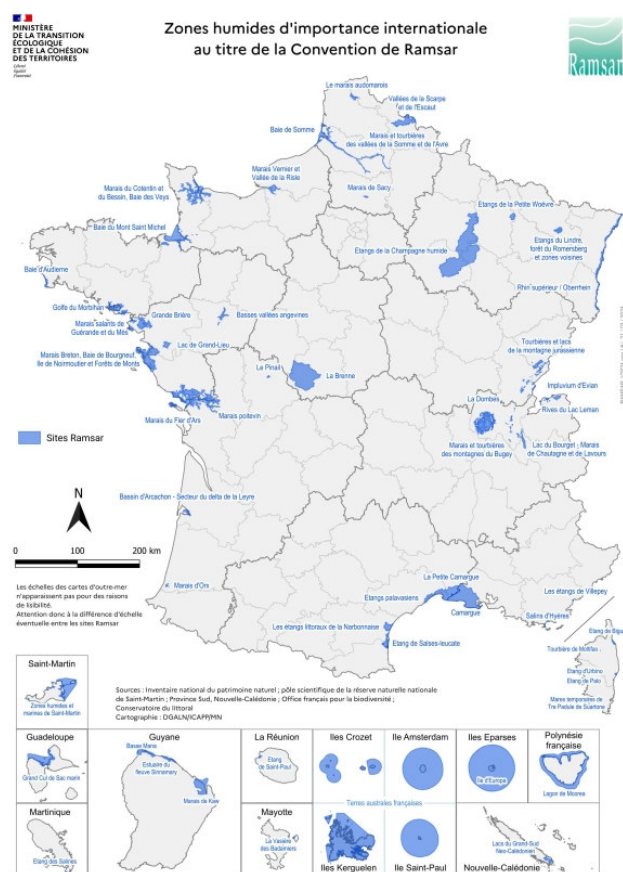 MINISTÈRE
DE LA TRANSITION
ÉCOLOGIQUE
ET DE LA COHÉSION
DES TERRITOIRES
Liberté
Égalité
Fraternité
Zones humides d'importance internationale
au titre de la Convention de Ramsar
Ramsar
Le marais audomarois
Vallées de la Scarpe
et de l'Escaut
Baie de Somme
Marais et tourbières
des vallées de la Somme et de l'Avre
Marais Vernier et
Vallée de la Risle
Marais de Sacy
Marais du Cotentin et
du Bessin, Baie des Veys
Etangs de la Petite Woëvre
Baie du Mont Saint Michel
Etangs du Lindre,
forêt du Romersberg
et zones voisines
Etangs de la Champagne humide
Baie d'Audierne
Rhin supérieur / Oberrhein
Golfe du Morbihan
Grande Brière
Basses vallées angevines
Marais salants de
Guérande et du Més
Lac de Grand-Lieu
Tourbières et lacs
de la montagne jurassienne
Marais Breton, Baie de Bourgneuf,
Ile de Noirmoutier et Forêts de Monts
Le Pinail
La Brenne
Impluvium d'Evian
La Dombes
Rives du Lac Leman
Marais du Fier d'Ars
Marais poitevin
Sites Ramsar
Marais et tourbières
des montagnes du Bugey
Lac du Bourget ; Marais
de Chautagne et de Lavours
N
Bassin d'Arcachon - Secteur du delta de la Leyre
0 100 200 km
Les échelles des cartes d'outre-mer
n'apparaissent pas pour des raisons
de lisibilité.
Attention donc à la différence d'échelle
éventuelle entre les sites Ramsar
Marais d'Orx
La Petite Camargue
Etangs palavasiens
Les étangs de Villepey
Camargue
Salins d'Hyères
Les étangs littoraux de la Narbonnaise
Etang de Biguglia
Etang de Salses-leucate
Tourbière de Moltifao
Etang d'Urbino
Etang de Palo
Mares temporaires de
Tre Padule de Suartone
Saint-Martin
Zones humides et
marines de Saint-Martin
Sources : Inventaire national du patrimoine naturel ; pôle scientifique de la réserve naturelle nationale
de Saint-Martin ; Province Sud, Nouvelle-Calédonie ; Office français pour la biodiversité ;
Conservatoire du littoral
Cartographie : DGALN/ICAPP/MN
Guadeloupe
Grand Cul de Sac marin
Guyane
Basse Mana
Estuaire du
fleuve Sinnamary
Marais de Kaw
La Réunion
Etang
de Saint-Paul
Iles Crozet
Ile Amsterdam
Iles Eparses
Ile d'Europa
Polynésie
française
Lagon de Moorea
Terres australes françaises
Martinique
Etang des Salines
Mayotte
La Vasière
des Badamiers
Iles Kerguelen
Ile Saint-Paul
Lacs du Grand-Sud
Neo-Calédonien
Nouvelle-Calédonie